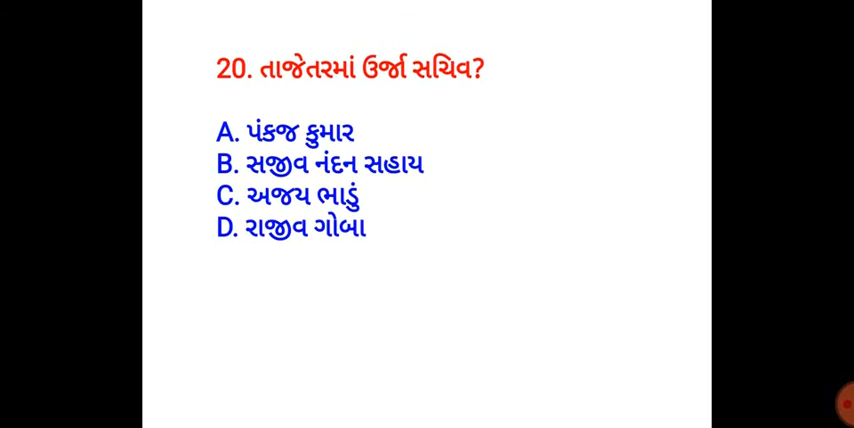 20. તાજેતરમાં ઉર્જા સચિવ?
A. પંકજ કુમાર
B. સજીવ નંદન સહાય
C. અજય ભાડું
D. રાજીવ ગોબા